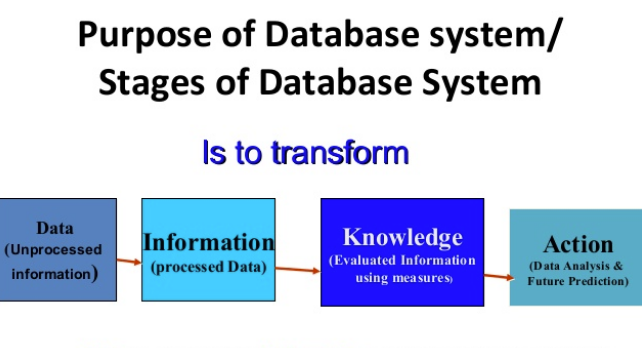 Purpose of Database system/
Stages of Database System
Is to transform
Data
(Unprocessed
information)
Information
(processed Data)
Knowledge
(Evaluated Information
using measures)
Action
(Data Analysis &
Future Prediction)